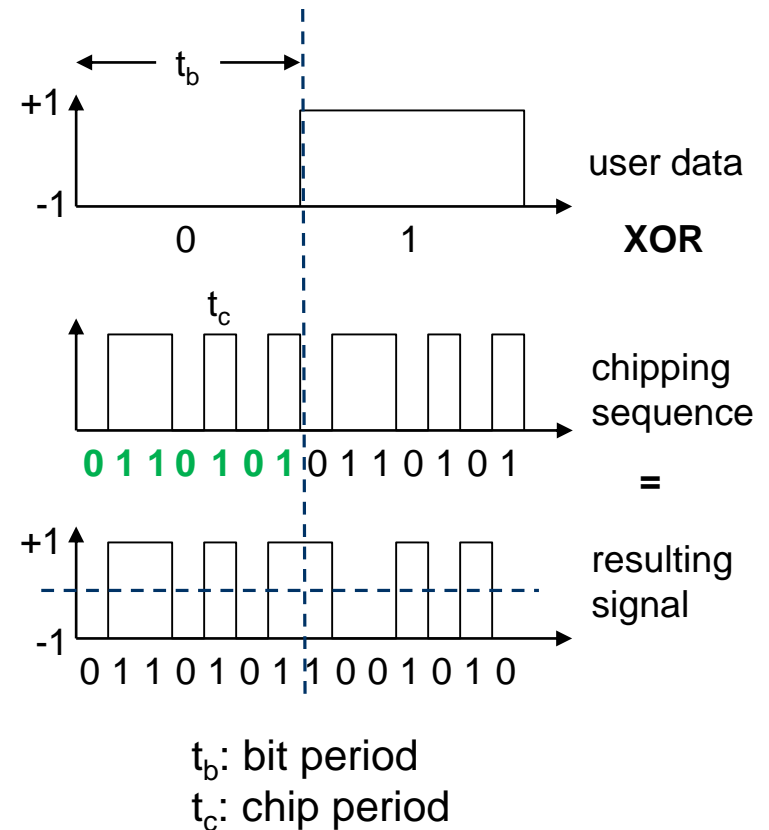 t_b
+1
-1
user data
0 1
XOR
t_c
chipping
sequence
0 1 1 0 1 0 1 0 1 1 0 1 0 1
=
+1
-1
resulting
signal
0 1 1 0 1 0 1 1 0 0 1 0 1 0
t_b: bit period
t_c: chip period